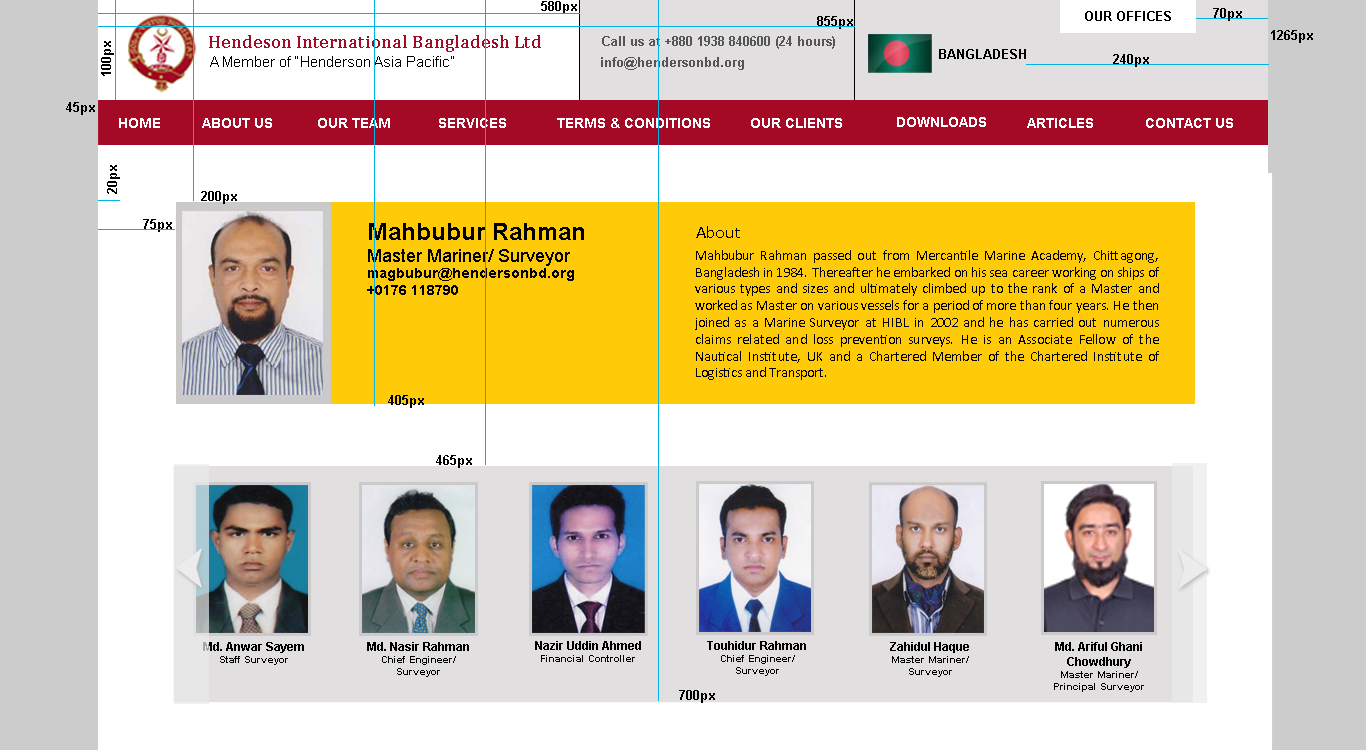 580px
OUR OFFICES
70px
855px
1265px
100px
Hendeson International Bangladesh Ltd
A Member of "Henderson Asia Pacific"
Call us at +880 1938 840600 (24 hours)
info@hendersonbd.org
BANGLADESH
240px
45px
HOME
ABOUT US
OUR TEAM
SERVICES
TERMS & CONDITIONS
OUR CLIENTS
DOWNLOADS
ARTICLES
CONTACT US
20px
200px
75px
Mahbubur Rahman
Master Mariner/ Surveyor
magbubur@hendersonbd.org
+0176 118790
About
Mahbubur Rahman passed out from Mercantile Marine Academy, Chittagong,
Bangladesh in 1984. Thereafter he embarked on his sea career working on ships of
various types and sizes and ultimately climbed up to the rank of a Master and
worked as Master on various vessels for a period of more than four years. He then
joined as a Marine Surveyor at HIBL in 2002 and he has carried out numerous
claims related and loss prevention surveys. He is an Associate Fellow of the
Nautical Institute, UK and a Chartered Member of the Chartered Institute of
Logistics and Transport.
405px
465px
Md. Anwar Sayem
Staff Surveyor
Md. Nasir Rahman
Chief Engineer/
Surveyor
Nazir Uddin Ahmed
Financial Controller
Touhidur Rahman
Chief Engineer/
Surveyor
Zahidul Haque
Master Mariner/
Surveyor
Md. Ariful Ghani
Chowdhury
Master Mariner/
Principal Surveyor
700px